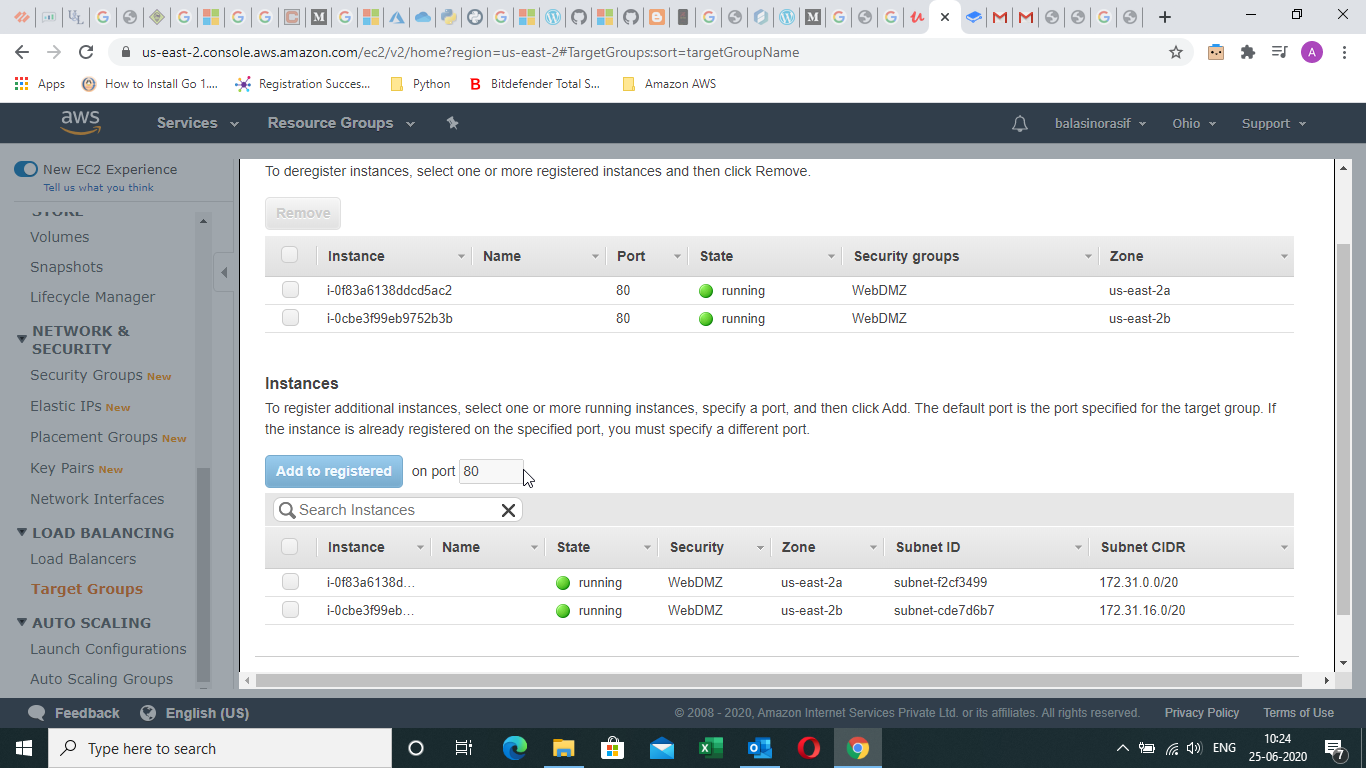 us-east-2.console.aws.amazon.com/ec2/v2/home?region=us-east-2#TargetGroups:sort=targetGroupName
A
Apps
How to Install Go 1....
Registration Succes...
Python
B
Bitdefender Total S...
Amazon AWS
aws
Services
Resource Groups
balasinorasif
Ohio
Support
New EC2 Experience
Tell us what you think
STORE
Volumes
Snapshots
Lifecycle Manager
NETWORK &
SECURITY
Security Groups New
Elastic IPs New
Placement Groups New
Key Pairs New
Network Interfaces
LOAD BALANCING
Load Balancers
Target Groups
AUTO SCALING
Launch Configurations
Auto Scaling Groups
To deregister instances, select one or more registered instances and then click Remove.
Remove
Instance Name Port State Security groups Zone
i-0f83a6138ddcd5ac2 80 running WebDMZ us-east-2a
i-0cbe3f99eb9752b3b 80 running WebDMZ us-east-2b
Instances
To register additional instances, select one or more running instances, specify a port, and then click Add. The default port is the port specified for the target group. If
the instance is already registered on the specified port, you must specify a different port.
Add to registered on port 80
Search Instances
Instance Name State Security Zone Subnet ID Subnet CIDR
i-0f83a6138d... running WebDMZ us-east-2a subnet-f2cf3499 172.31.0.0/20
i-0cbe3f99eb... running WebDMZ us-east-2b subnet-cde7d6b7 172.31.16.0/20
Feedback English (US) © 2008 - 2020, Amazon Internet Services Private Ltd. or its affiliates. All rights reserved. Privacy Policy Terms of Use
Type here to search
ENG
10:24
25-06-2020
7